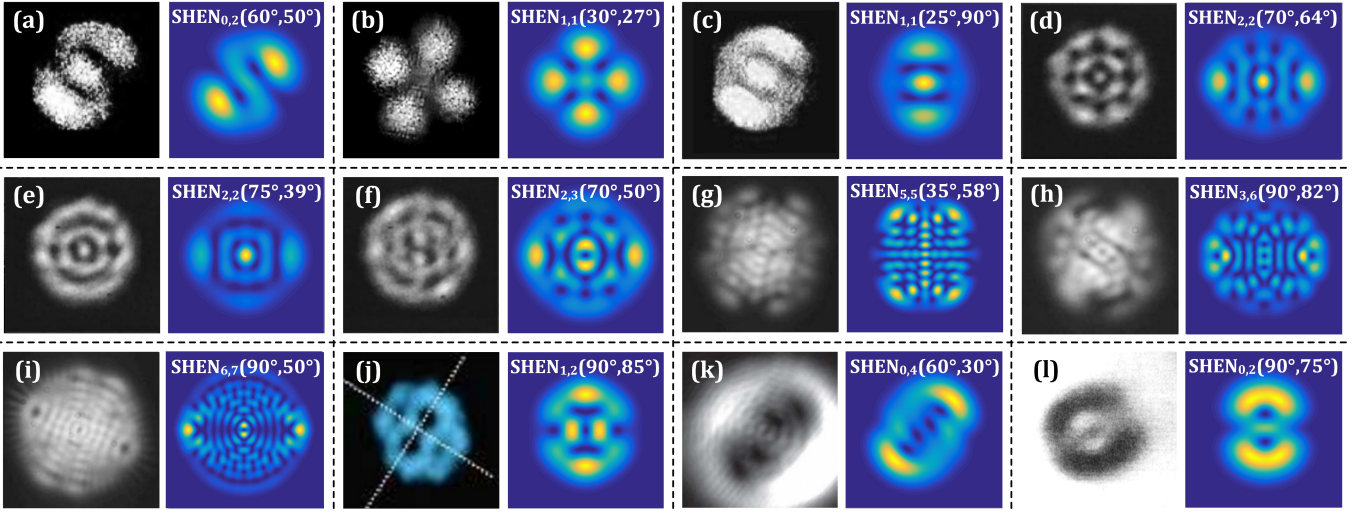 (a) SHEN₀,₂(60°,50°) (b) SHEN₁,₁(30°,27°) (c) SHEN₁,₁(25°,90°) (d) SHEN₂,₂(70°,64°)
(e) SHEN₂,₂(75°,39°) (f) SHEN₂,₃(70°,50°) (g) SHEN₅,₅(35°,58°) (h) SHEN₃,₆(90°,82°)
(i) SHEN₆,₇(90°,50°) (j) SHEN₁,₂(90°,85°) (k) SHEN₀,₄(60°,30°) (l) SHEN₀,₂(90°,75°)